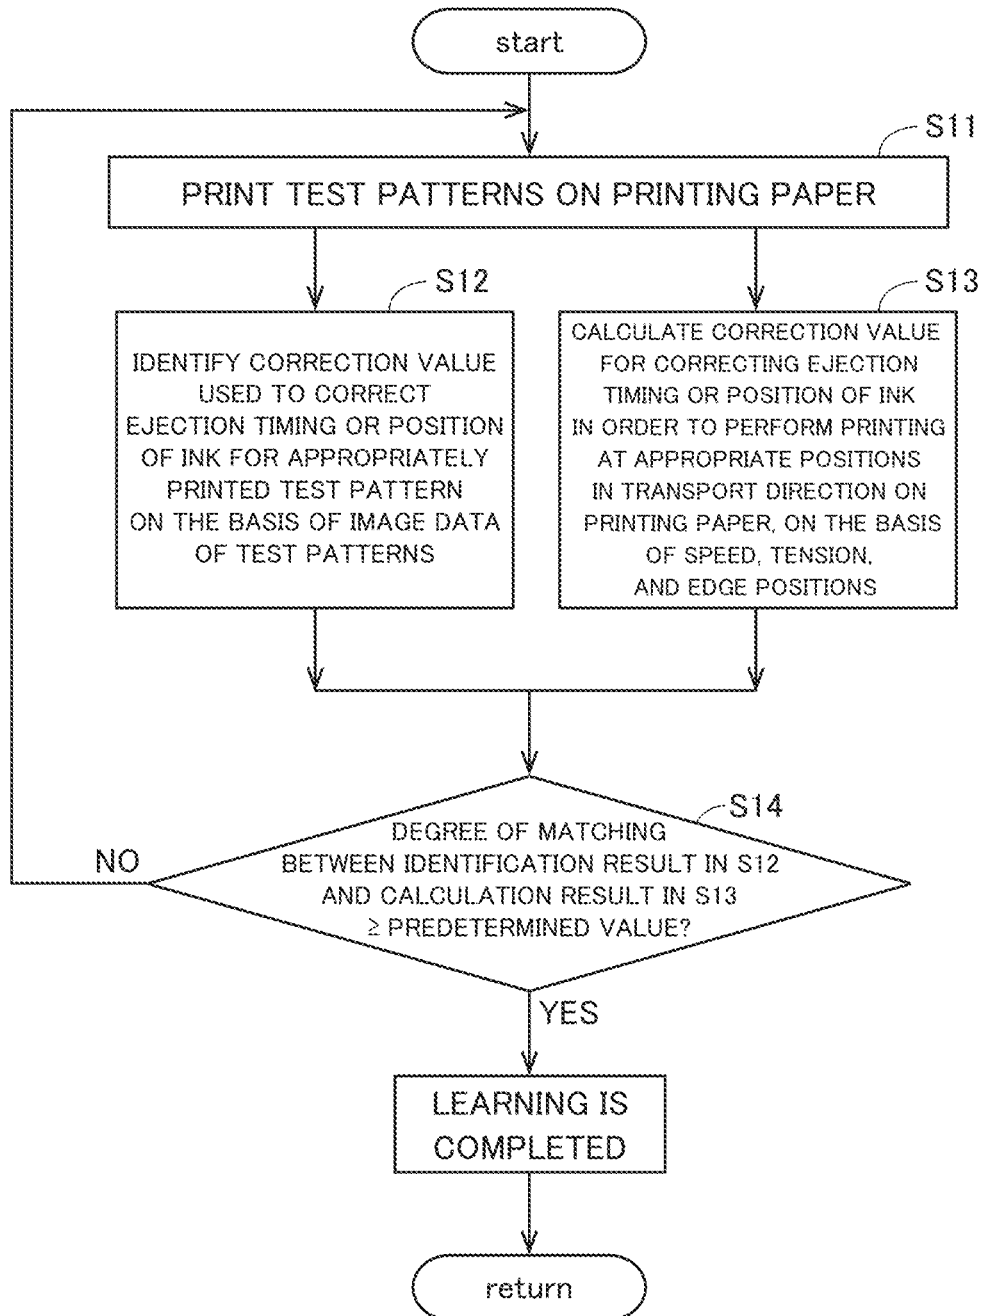 start
S11
PRINT TEST PATTERNS ON PRINTING PAPER
S12
IDENTIFY CORRECTION VALUE
USED TO CORRECT
EJECTION TIMING OR POSITION
OF INK FOR APPROPRIATELY
PRINTED TEST PATTERN
ON THE BASIS OF IMAGE DATA
OF TEST PATTERNS
S13
CALCULATE CORRECTION VALUE
FOR CORRECTING EJECTION
TIMING OR POSITION OF INK
IN ORDER TO PERFORM PRINTING
AT APPROPRIATE POSITIONS
IN TRANSPORT DIRECTION ON
PRINTING PAPER, ON THE BASIS
OF SPEED, TENSION,
AND EDGE POSITIONS
S14
DEGREE OF MATCHING
BETWEEN IDENTIFICATION RESULT IN S12
AND CALCULATION RESULT IN S13
≥ PREDETERMINED VALUE?
NO
YES
LEARNING IS
COMPLETED
return